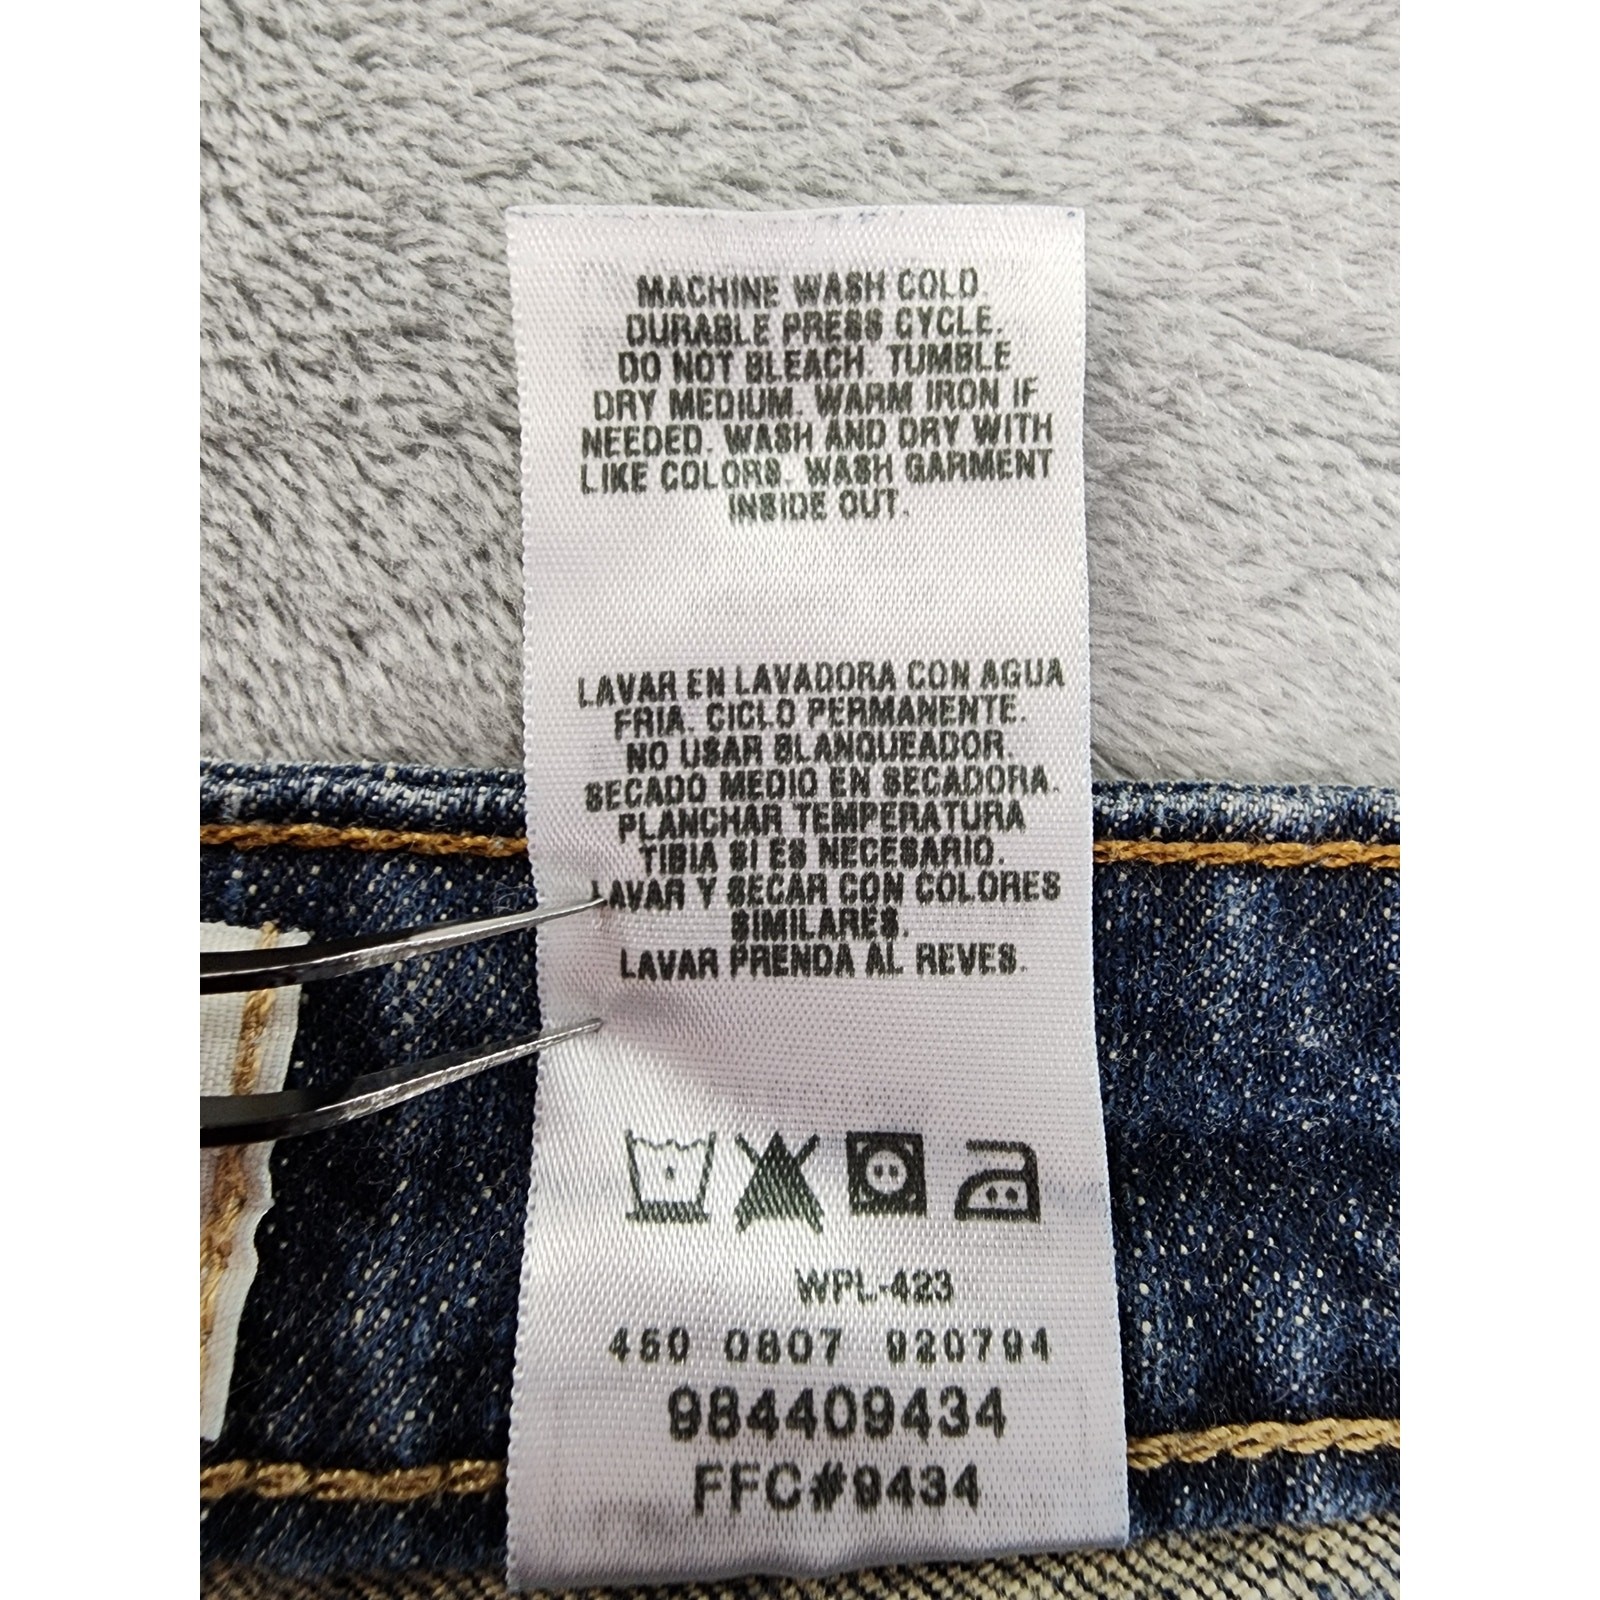 MACHINE WASH COLD.
DURABLE PRESS CYCLE.
DO NOT BLEACH. TUMBLE
DRY MEDIUM. WARM IRON IF
NEEDED. WASH AND DRY WITH
LIKE COLORS. WASH GARMENT
INSIDE OUT.
LAVAR EN LAVADORA CON AGUA
FRIA. CICLO PERMANENTE.
NO USAR BLANQUEADOR.
SECADO MEDIO EN SECADORA.
PLANCHAR TEMPERATURA
TIBIA SI ES NECESARIO.
LAVAR Y SECAR CON COLORES
SIMILARES.
LAVAR PRENDA AL REVES.
WPL-423
450 0807 920794
984409434
FFC#9434